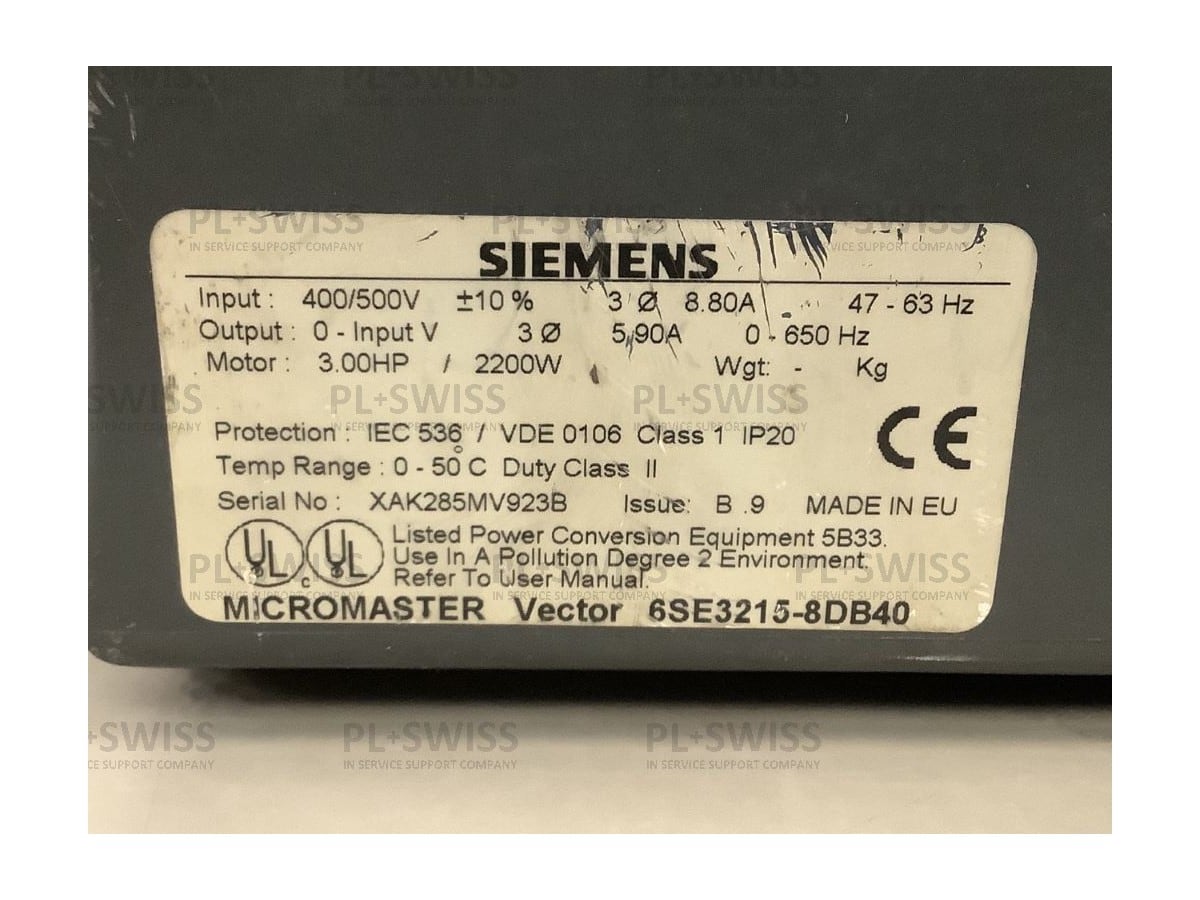 SIEMENS
Input : 400/500V ±10 % 3 Ø 8.80A - 47 - 63 Hz
Output : 0 - Input V 3 Ø 5.90A 0 - 650 Hz
Motor : 3.00HP / 2200W Wgt: - Kg
Protection : IEC 536 / VDE 0106 Class 1 IP20
CE
Temp Range : 0 - 50°C Duty Class II
Serial No : XAK285MV923B Issue: B .9 MADE IN EU
UL c UL
Listed Power Conversion Equipment 5B33.
Use In A Pollution Degree 2 Environment.
Refer To User Manual.
MICROMASTER Vector 6SE3215-8DB40
PL+SWISS
IN SERVICE SUPPORT COMPANY